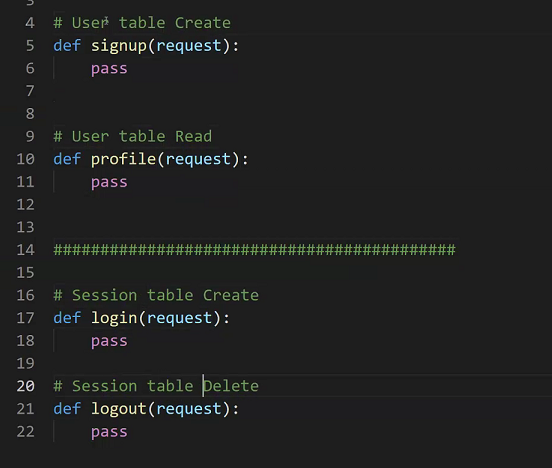 4 # User table Create
5 def signup(request):
6 pass
7
8
9 # User table Read
10 def profile(request):
11 pass
12
13
14 ###########################################
15
16 # Session table Create
17 def login(request):
18 pass
19
20 # Session table Delete
21 def logout(request):
22 pass